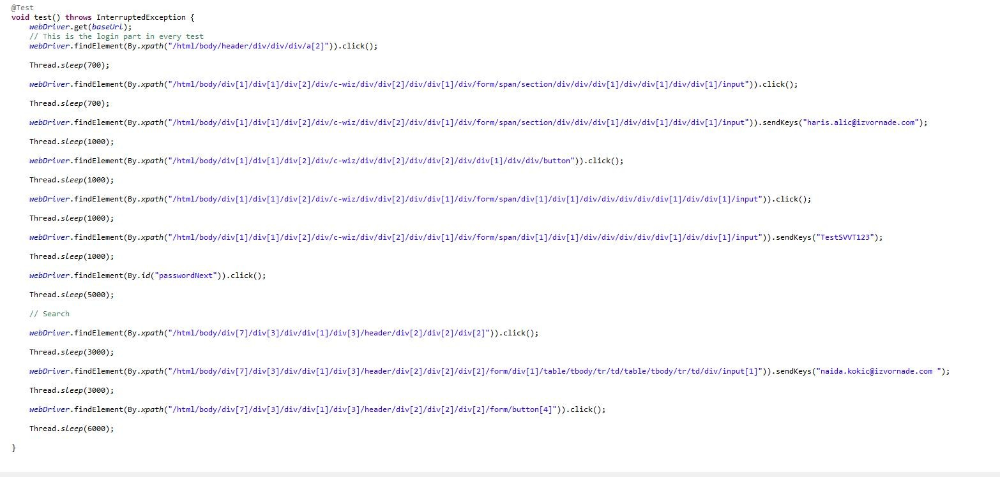 @Test
void test() throws InterruptedException {
webDriver.get(baseUrl);
// This is the login part in every test
webDriver.findElement(By.xpath("/html/body/header/div/div/div/a[2]")).click();
Thread.sleep(700);
webDriver.findElement(By.xpath("/html/body/div[1]/div[1]/div[2]/div/c-wiz/div/div[2]/div/div[1]/div/form/span/section/div/div/div[1]/div/div[1]/div/div[1]/input")).click();
Thread.sleep(700);
webDriver.findElement(By.xpath("/html/body/div[1]/div[1]/div[2]/div/c-wiz/div/div[2]/div/div[1]/div/form/span/section/div/div/div[1]/div/div[1]/div/div[1]/input")).sendKeys("haris.alic@izvornade.com");
Thread.sleep(1000);
webDriver.findElement(By.xpath("/html/body/div[1]/div[1]/div[2]/div/c-wiz/div/div[2]/div/div[2]/div/div[1]/div/div/button")).click();
Thread.sleep(1000);
webDriver.findElement(By.xpath("/html/body/div[1]/div[1]/div[2]/div/c-wiz/div/div[2]/div/div[1]/div/form/span/div[1]/div[1]/div/div/div/div/div[1]/div/div[1]/input")).click();
Thread.sleep(1000);
webDriver.findElement(By.xpath("/html/body/div[1]/div[1]/div[2]/div/c-wiz/div/div[2]/div/div[1]/div/form/span/div[1]/div[1]/div/div/div/div/div[1]/div/div[1]/input")).sendKeys("TestSVVT123");
Thread.sleep(1000);
webDriver.findElement(By.id("passwordNext")).click();
Thread.sleep(5000);
// Search
webDriver.findElement(By.xpath("/html/body/div[7]/div[3]/div/div[1]/div[3]/header/div[2]/div[2]/div[2]")).click();
Thread.sleep(3000);
webDriver.findElement(By.xpath("/html/body/div[7]/div[3]/div/div[1]/div[3]/header/div[2]/div[2]/div[2]/form/div[1]/table/tbody/tr/td/table/tbody/tr/td/div/input[1]")).sendKeys("naida.kokic@izvornade.com ");
Thread.sleep(3000);
webDriver.findElement(By.xpath("/html/body/div[7]/div[3]/div/div[1]/div[3]/header/div[2]/div[2]/div[2]/form/button[4]")).click();
Thread.sleep(6000);
}